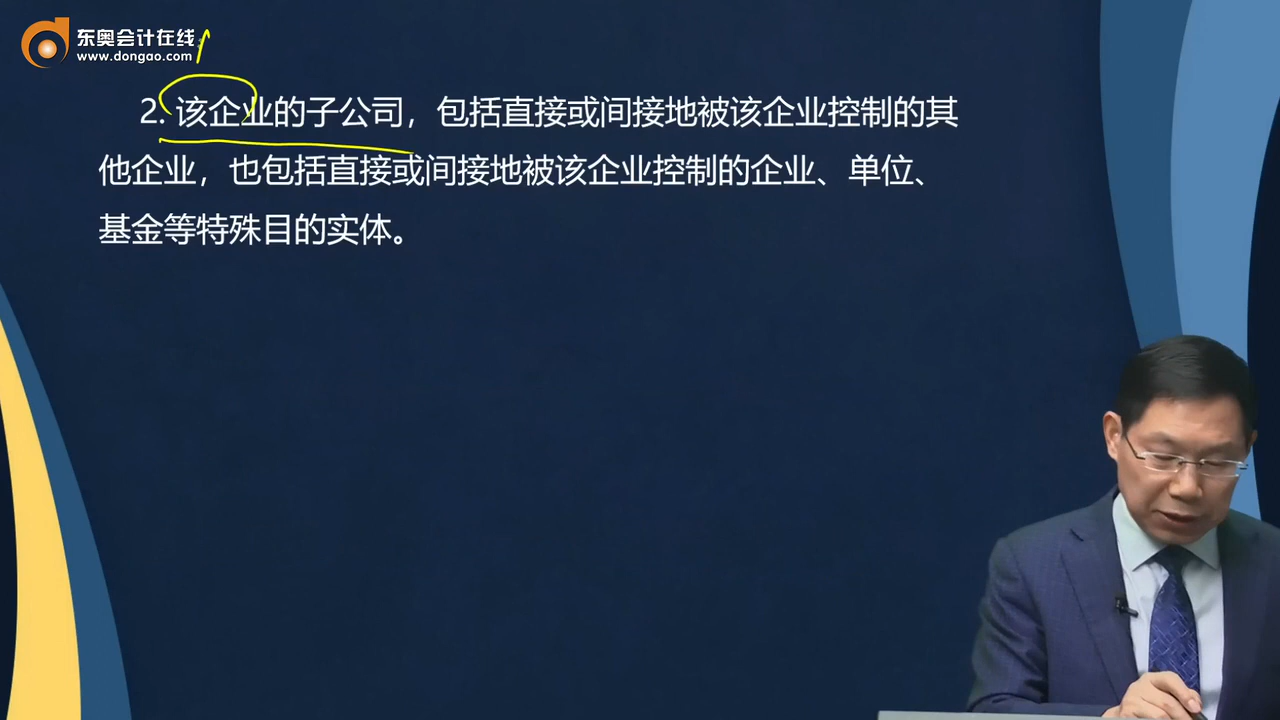 东奥会计在线
www.dongao.com
2. 该企业的子公司，包括直接或间接地被该企业控制的其
他企业，也包括直接或间接地被该企业控制的企业、单位、
基金等特殊目的实体。